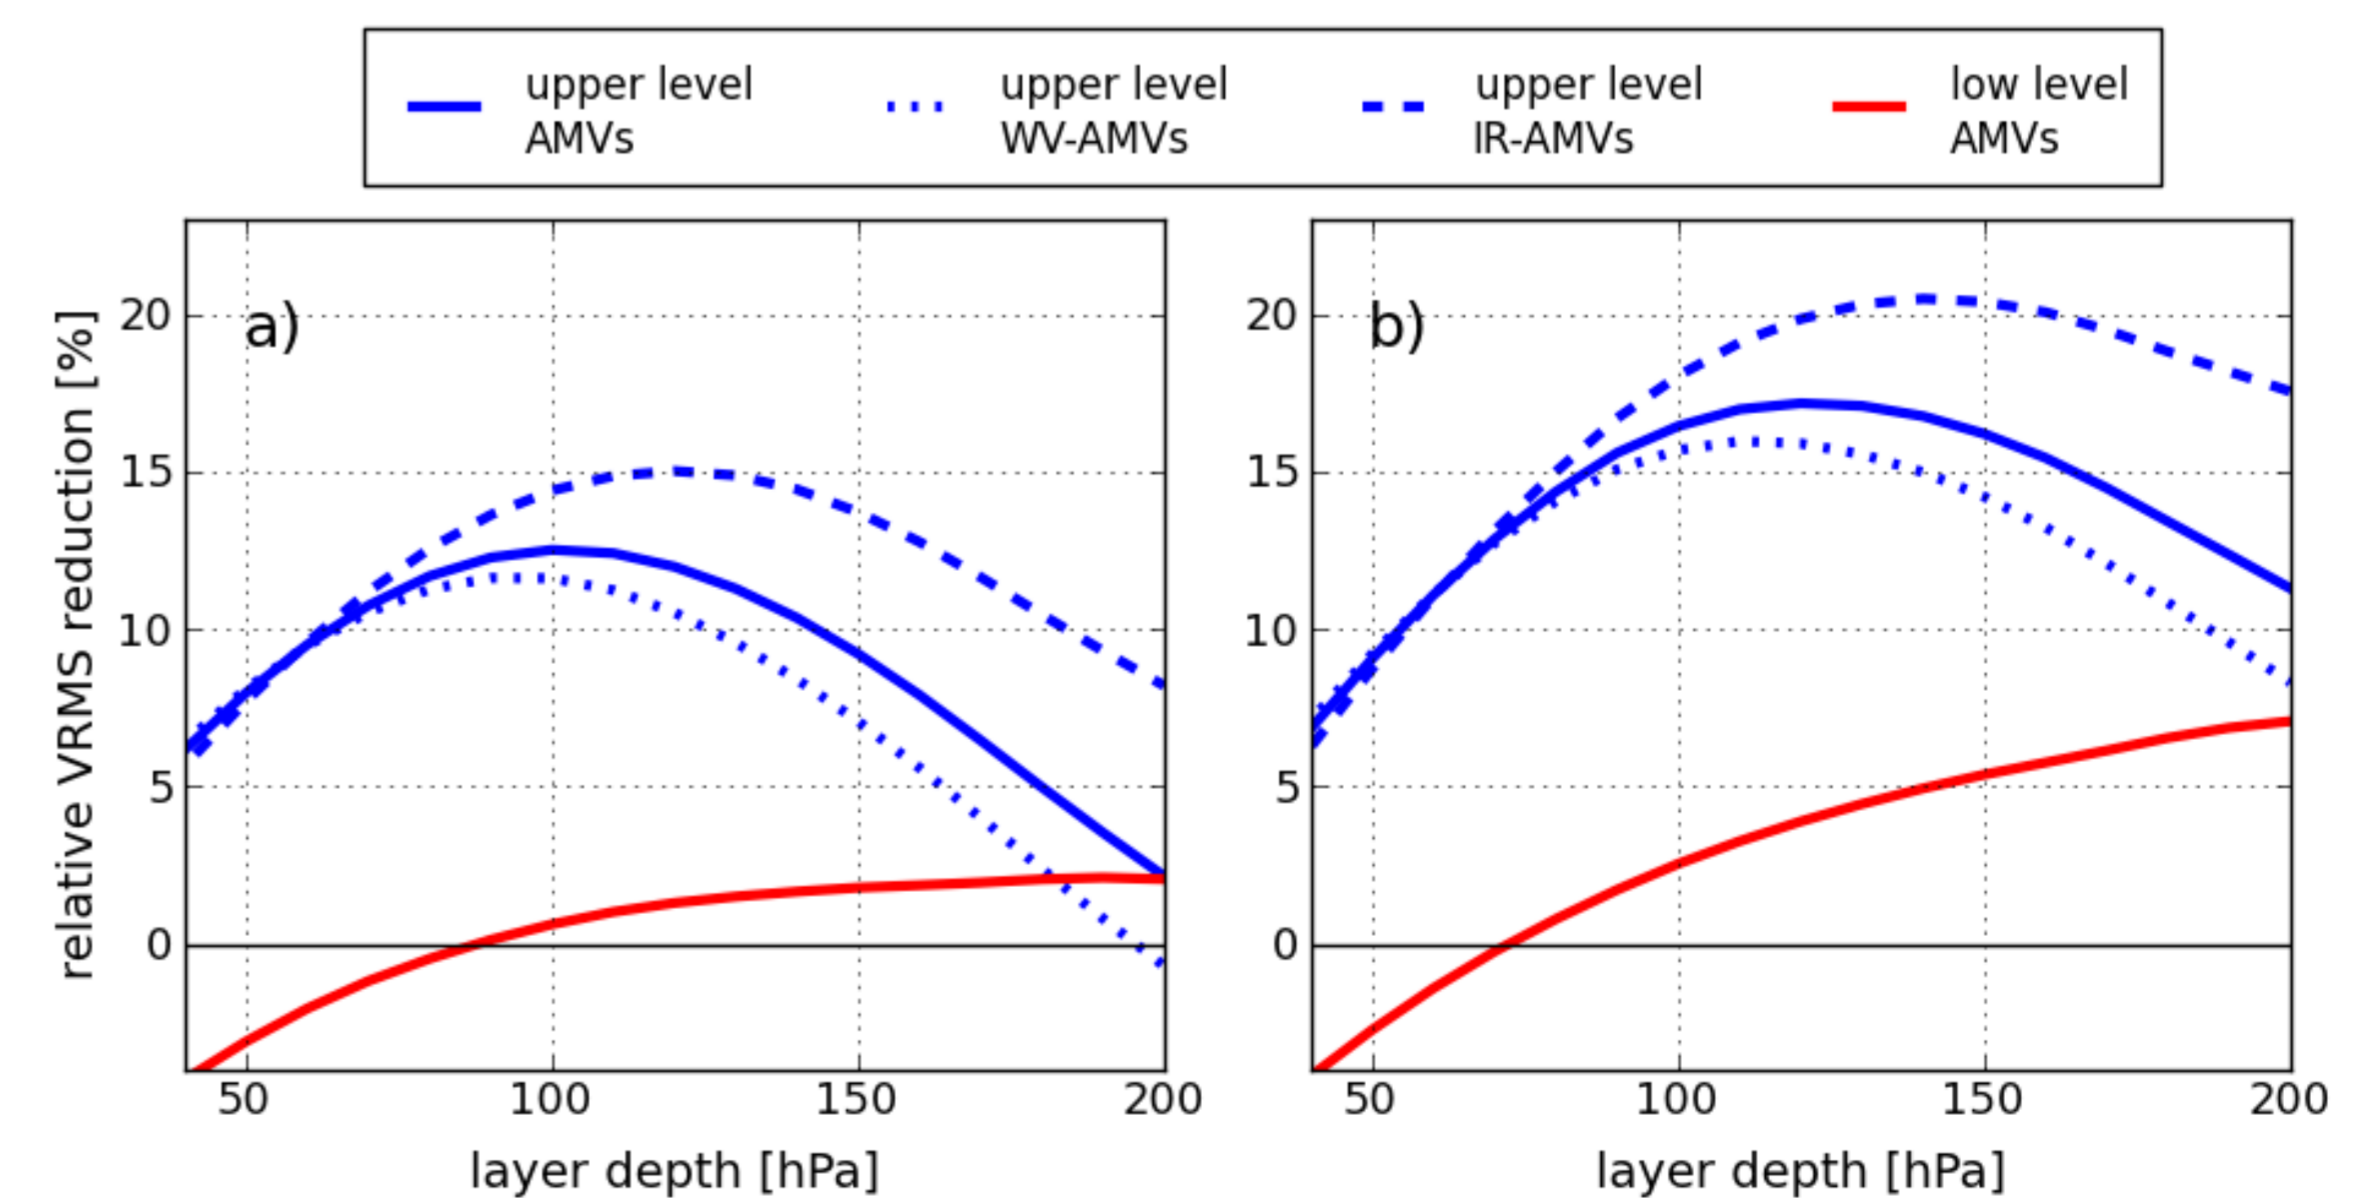 upper level
AMVs
upper level
WV-AMVs
upper level
IR-AMVs
low level
AMVs
relative VRMS reduction [%]
20
15
10
5
0
a)
50
100
150
200
layer depth [hPa]
20
15
10
5
0
b)
50
100
150
200
layer depth [hPa]